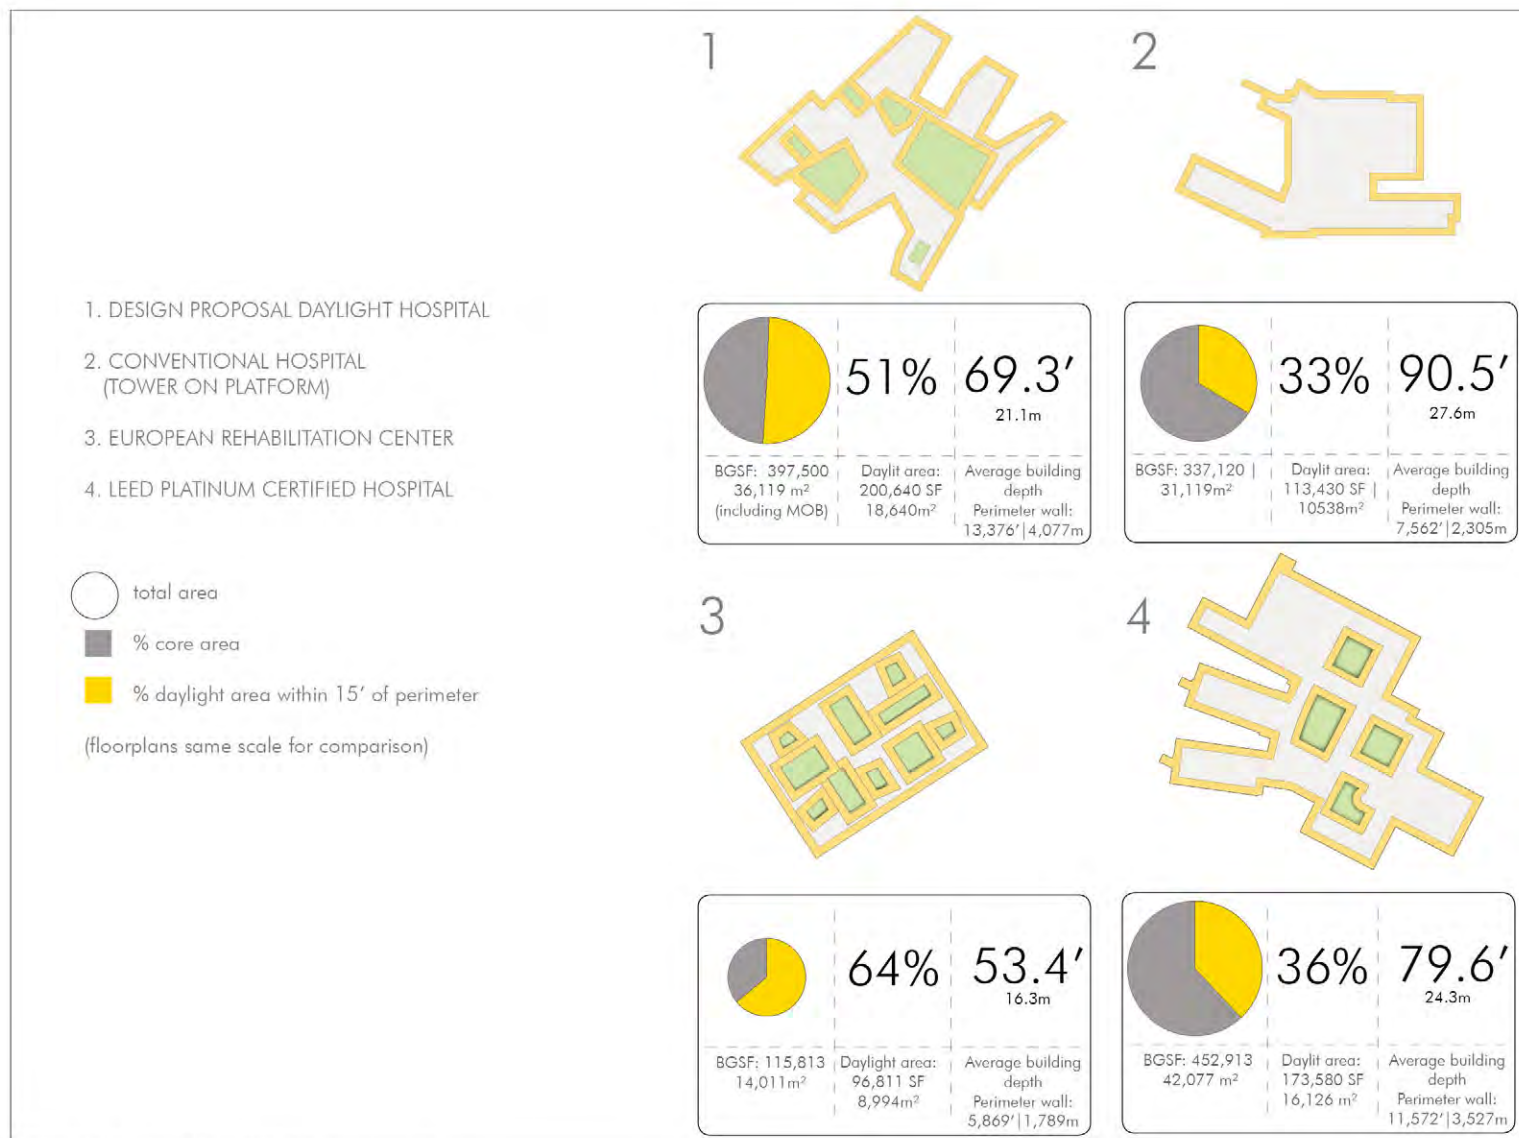 1. DESIGN PROPOSAL DAYLIGHT HOSPITAL
2. CONVENTIONAL HOSPITAL
(TOWER ON PLATFORM)
3. EUROPEAN REHABILITATION CENTER
4. LEED PLATINUM CERTIFIED HOSPITAL
total area
% core area
% daylight area within 15' of perimeter
(floorplans same scale for comparison)
1
51%
69.3'
21.1m
BGSF: 397,500
36,119 m²
(including MOB)
Daylit area:
200,640 SF
18,640m²
Average building
depth
Perimeter wall:
13,376'|4,077m
2
33%
90.5'
27.6m
BGSF: 337,120 |
31,119m²
Daylit area:
113,430 SF |
10538m²
Average building
depth
Perimeter wall:
7,562'|2,305m
3
64%
53.4'
16.3m
BGSF: 115,813
14,011m²
Daylight area:
96,811 SF
8,994m²
Average building
depth
Perimeter wall:
5,869'|1,789m
4
36%
79.6'
24.3m
BGSF: 452,913
42,077 m²
Daylit area:
173,580 SF
16,126 m²
Average building
depth
Perimeter wall:
11,572'|3,527m